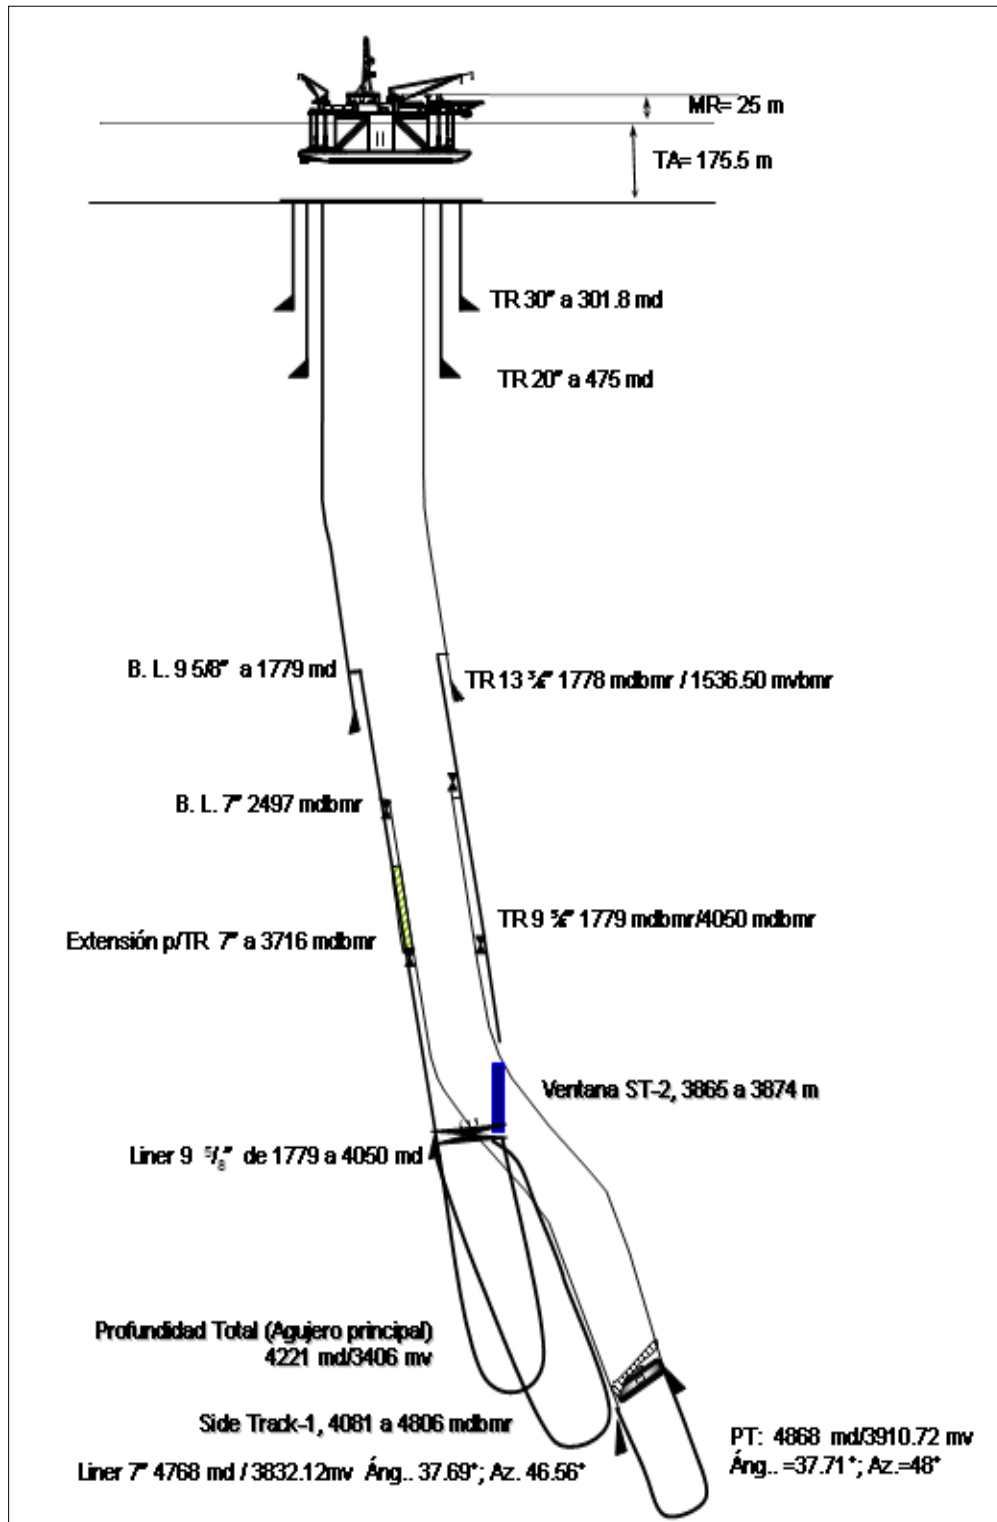 MR= 25 m
TA= 175.5 m
TR 30" a 301.8 md
TR 20" a 475 md
B. L. 9 5/8" a 1779 md
TR 13 ⅜" 1778 mdbmr / 1536.50 mvbmr
B. L. 7" 2497 mdbmr
TR 9 ⅝" 1779 mdbmr/4050 mdbmr
Extensión p/TR 7" a 3716 mdbmr
Ventana ST-2, 3865 a 3874 m
Liner 9 5/8" de 1779 a 4050 md
Profundidad Total (Agujero principal)
4221 md/3406 mv
Side Track-1, 4081 a 4806 mdbmr
Liner 7" 4768 md / 3832.12mv Áng.. 37.69°; Az. 46.56°
PT: 4868 md/3910.72 mv
Áng.. =37.71°; Az.=48°